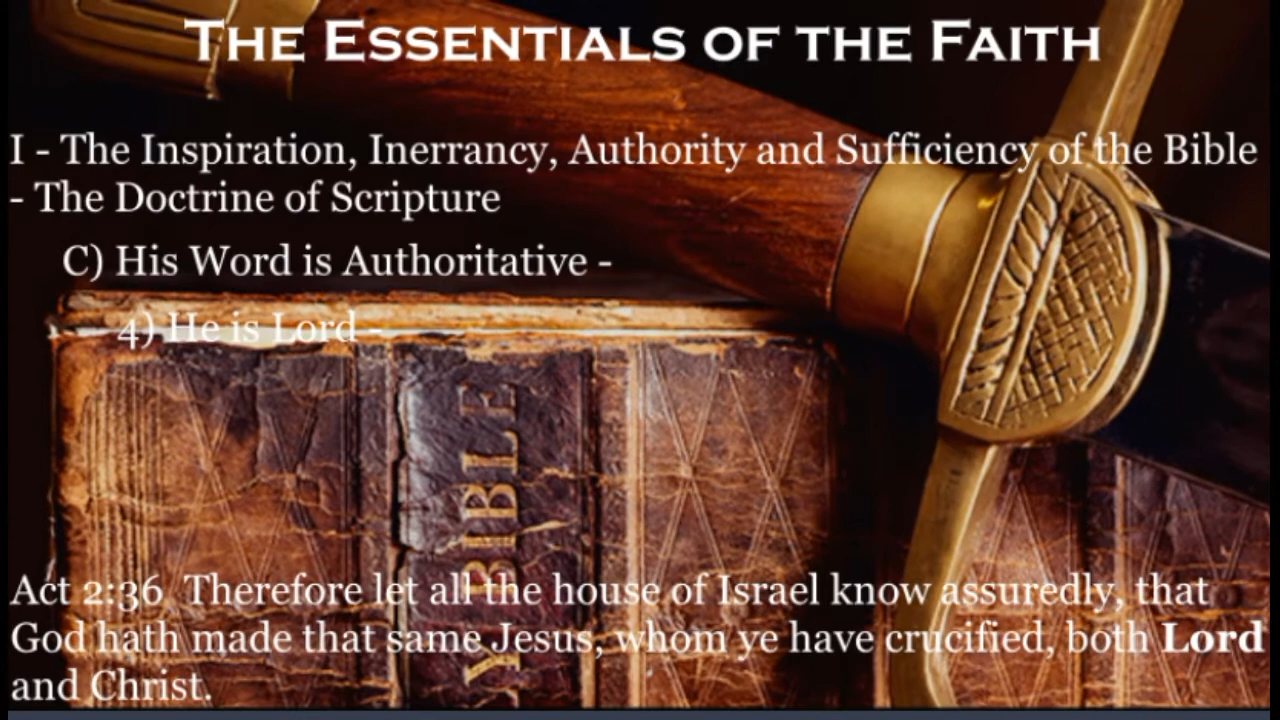 The Essentials of the Faith
I - The Inspiration, Inerrancy, Authority and Sufficiency of the Bible
- The Doctrine of Scripture
C) His Word is Authoritative -
4) He is Lord -
Y BIBLE
Act 2:36 Therefore let all the house of Israel know assuredly, that
God hath made that same Jesus, whom ye have crucified, both Lord
and Christ.